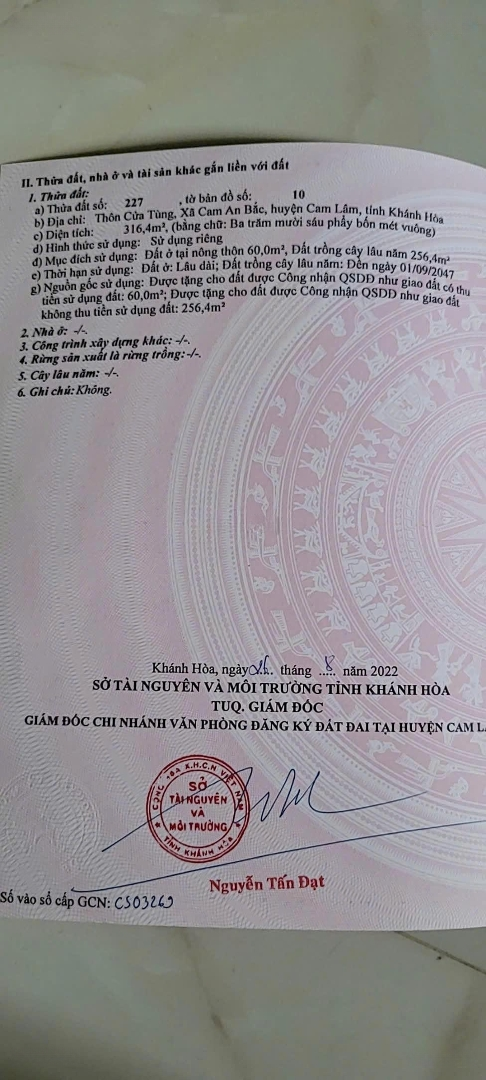 II. Thửa đất, nhà ở và tài sản khác gắn liền với đất
1. Thửa đất:
a) Thửa đất số: 227 , tờ bản đồ số: 10
b) Địa chỉ: Thôn Cửa Tùng, Xã Cam An Bắc, huyện Cam Lâm, tỉnh Khánh Hòa
c) Diện tích: 316,4m², (bằng chữ: Ba trăm mười sáu phẩy bốn mét vuông)
d) Hình thức sử dụng: Sử dụng riêng
đ) Mục đích sử dụng: Đất ở tại nông thôn 60,0m², Đất trồng cây lâu năm 256,4m²
e) Thời hạn sử dụng: Đất ở: Lâu dài; Đất trồng cây lâu năm: Đến ngày 01/09/2047
g) Nguồn gốc sử dụng: Được tặng cho đất được Công nhận QSDĐ như giao đất có thu
tiền sử dụng đất: 60,0m²; Được tặng cho đất được Công nhận QSDĐ như giao đất
không thu tiền sử dụng đất: 256,4m²
2. Nhà ở: -/-.
3. Công trình xây dựng khác: -/-.
4. Rừng sản xuất là rừng trồng:-/-.
5. Cây lâu năm: -/-.
6. Ghi chú: Không.
Khánh Hòa, ngày tháng 8 năm 2022
SỞ TÀI NGUYÊN VÀ MÔI TRƯỜNG TỈNH KHÁNH HÒA
TUQ. GIÁM ĐỐC
GIÁM ĐỐC CHI NHÁNH VĂN PHÒNG ĐĂNG KÝ ĐẤT ĐAI TẠI HUYỆN CAM L
CỘNG HÒA X.H.C.N VIỆT NAM
SỞ
TÀI NGUYÊN
VÀ
MÔI TRƯỜNG
TỈNH KHÁNH HÒA
Nguyễn Tấn Đạt
Số vào sổ cấp GCN: CS03269